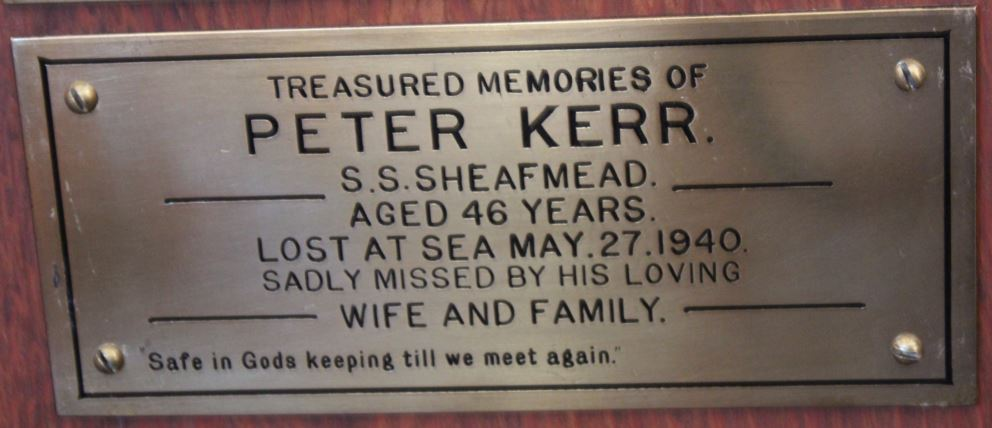 TREASURED MEMORIES OF
PETER KERR.
S.S.SHEAFMEAD.
AGED 46 YEARS.
LOST AT SEA MAY.27.1940.
SADLY MISSED BY HIS LOVING
WIFE AND FAMILY.
"Safe in Gods keeping till we meet again."